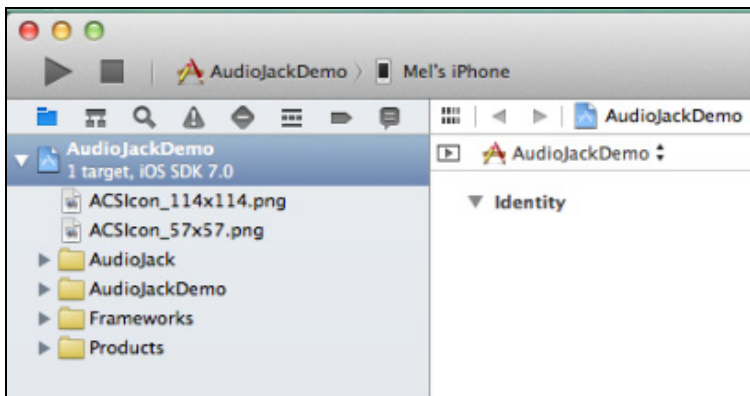 AudioJackDemo 〉 Mel's iPhone
AudioJackDemo
AudioJackDemo
1 target, iOS SDK 7.0
AudioJackDemo
ACSIcon_114x114.png
Identity
ACSIcon_57x57.png
AudioJack
AudioJackDemo
Frameworks
Products